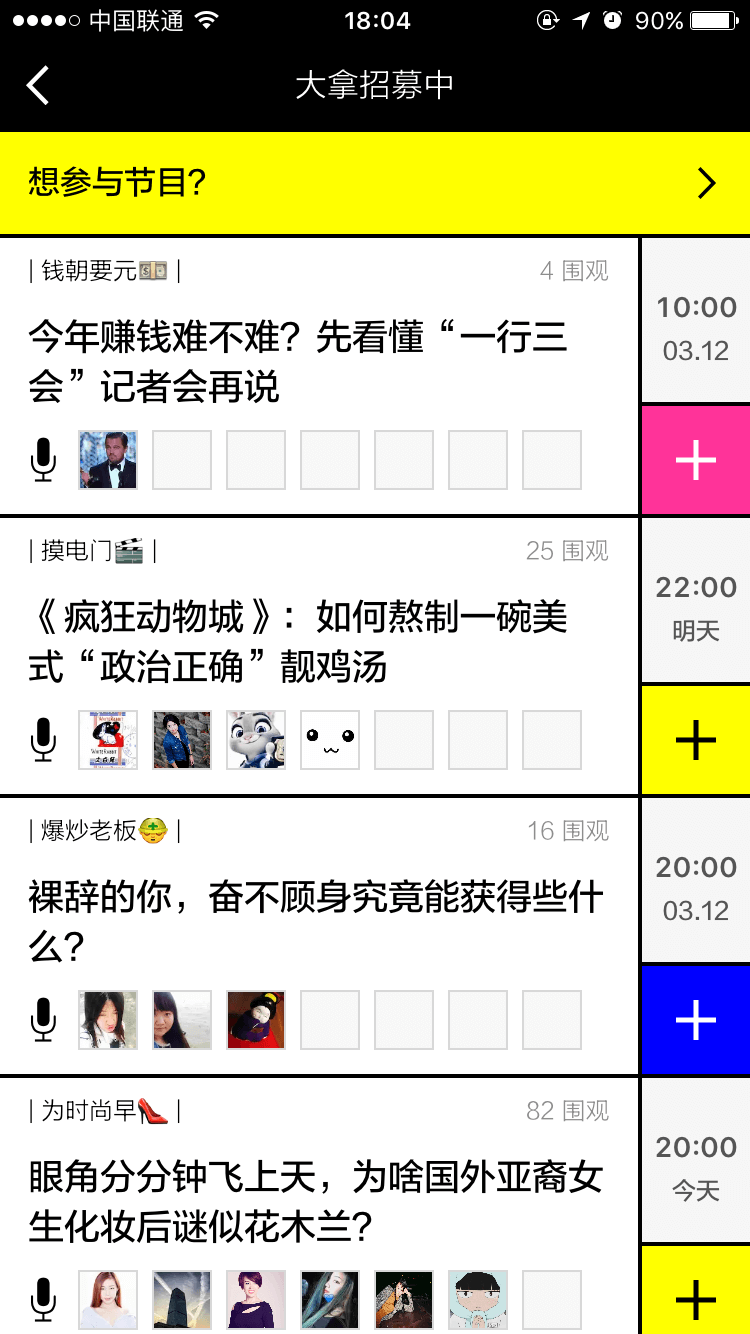 中国联通 18:04 90%
大拿招募中
想参与节目?
| 钱朝要元💵 | 4 围观
今年赚钱难不难？先看懂“一行三
会”记者会再说
10:00
03.12
| 摸电门🎬 | 25 围观
《疯狂动物城》：如何熬制一碗美
式“政治正确”靓鸡汤
22:00
明天
| 爆炒老板👷 | 16 围观
裸辞的你，奋不顾身究竟能获得些什
么?
20:00
03.12
| 为时尚早👠 | 82 围观
眼角分分钟飞上天，为啥国外亚裔女
生化妆后谜似花木兰?
20:00
今天